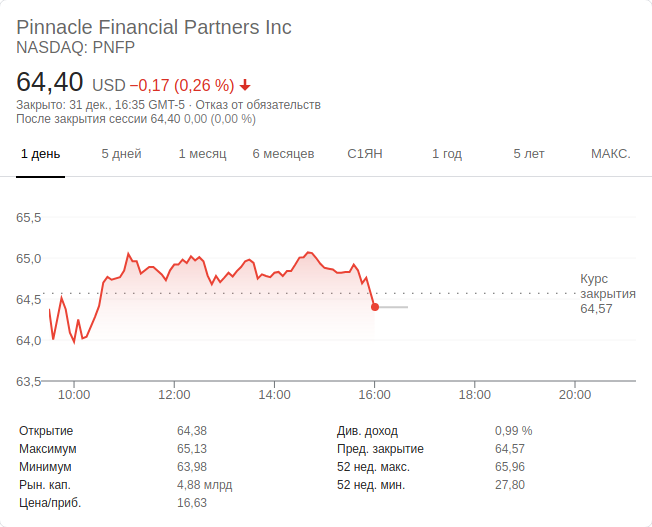 Pinnacle Financial Partners Inc
NASDAQ: PNFP
64,40 USD −0,17 (0,26 %)
Закрыто: 31 дек., 16:35 GMT-5 · Отказ от обязательств
После закрытия сессии 64,40 0,00 (0,00 %)
1 день 5 дней 1 месяц 6 месяцев С1ЯН 1 год 5 лет МАКС.
65,5
65,0
64,5
64,0
63,5
Курс
закрытия
64,57
10:00 12:00 14:00 16:00 18:00 20:00
Открытие 64,38 Див. доход 0,99 %
Максимум 65,13 Пред. закрытие 64,57
Минимум 63,98 52 нед. макс. 65,96
Рын. кап. 4,88 млрд 52 нед. мин. 27,80
Цена/приб. 16,63